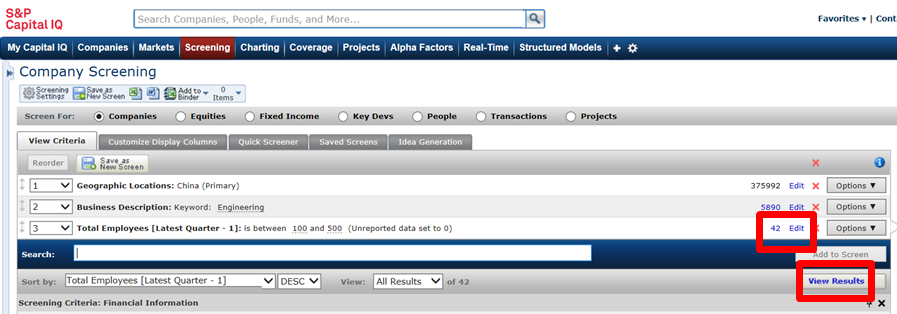 S&P
Capital IQ
Search Companies, People, Funds, and More...
Favorites ▾ | Cont
My Capital IQ Companies Markets Screening Charting Coverage Projects Alpha Factors Real-Time Structured Models +
Company Screening
Screening Settings Save as New Screen Add to Binder 0 Items
Screen For: Companies Equities Fixed Income Key Devs People Transactions Projects
View Criteria Customize Display Columns Quick Screener Saved Screens Idea Generation
Reorder Save as New Screen
1 Geographic Locations: China (Primary) 375992 Edit Options ▼
2 Business Description: Keyword: Engineering 5890 Edit Options ▼
3 Total Employees [Latest Quarter - 1]: is between 100 and 500 (Unreported data set to 0) 42 Edit Options ▼
Search: Add to Screen
Sort by: Total Employees [Latest Quarter - 1] DESC View: All Results of 42 View Results
Screening Criteria: Financial Information